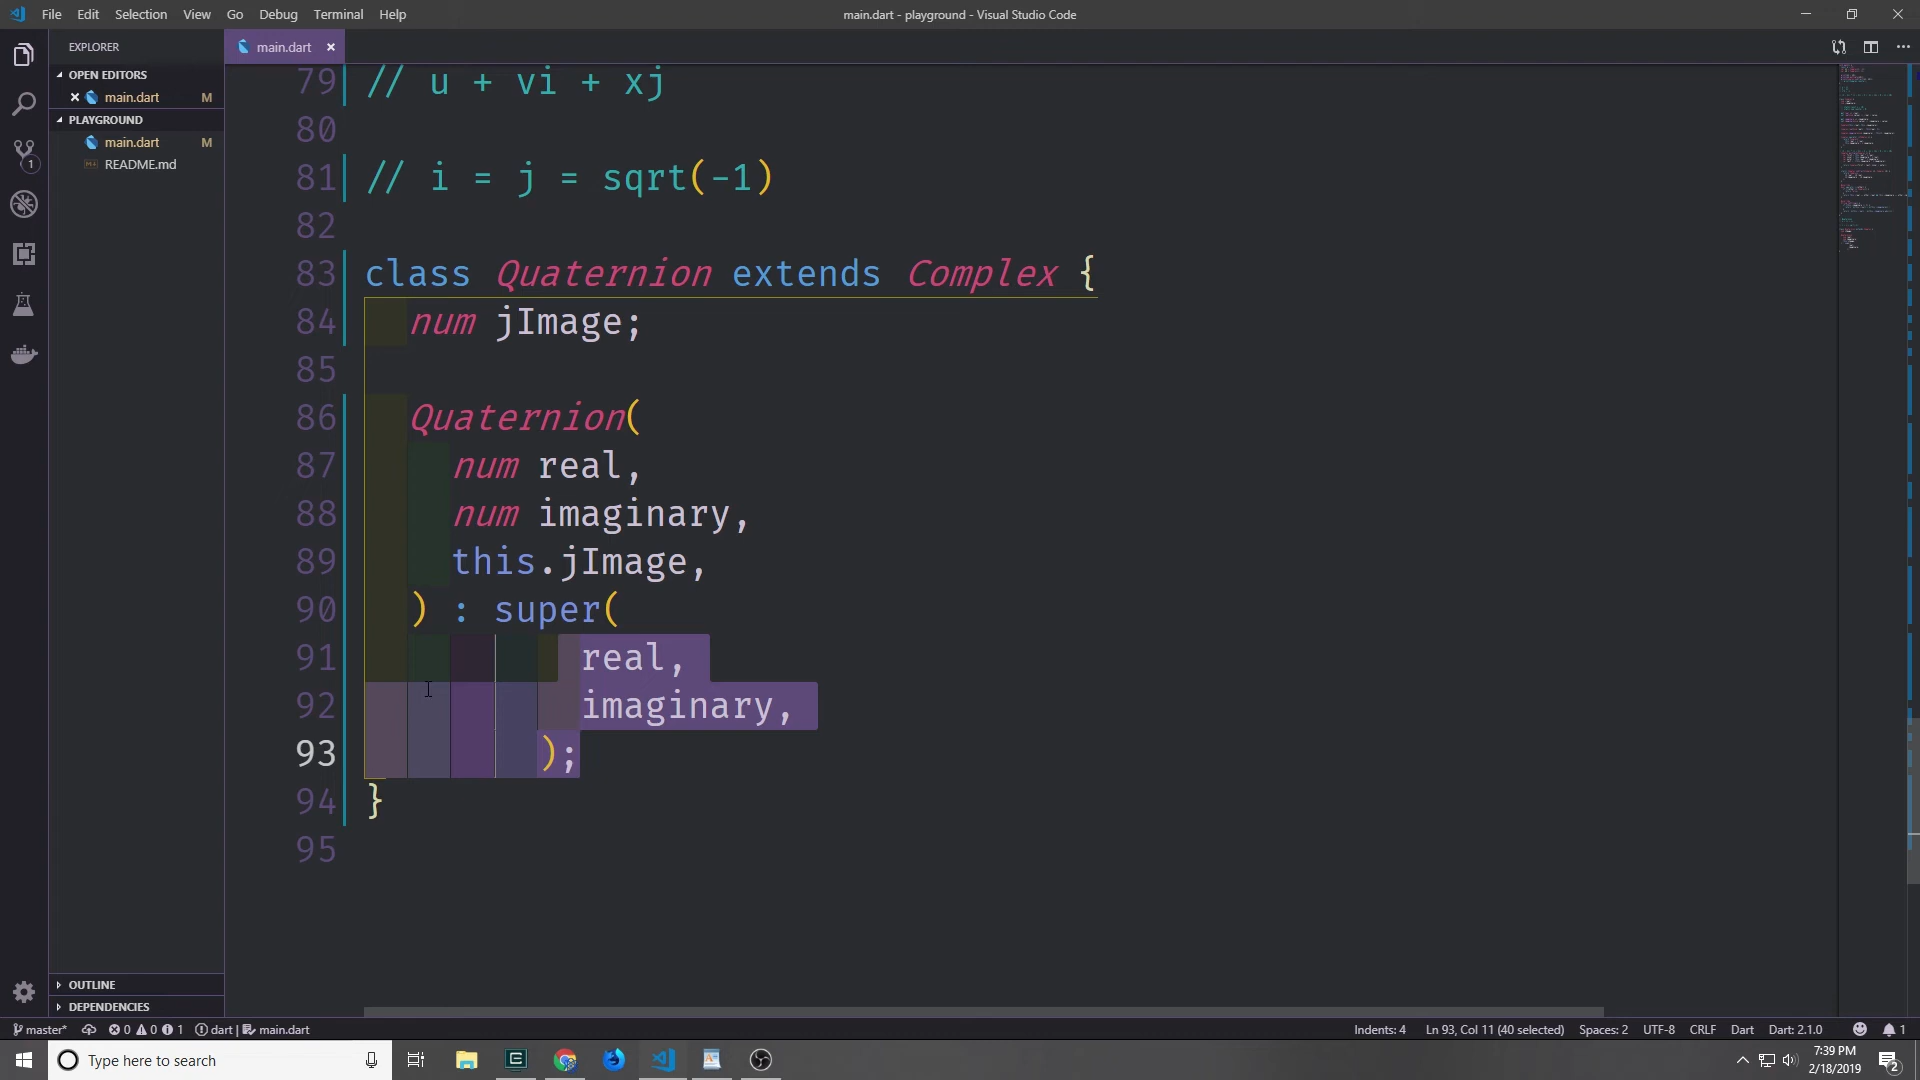 File Edit Selection View Go Debug Terminal Help
main.dart - playground - Visual Studio Code
EXPLORER
OPEN EDITORS
main.dart M
PLAYGROUND
main.dart M
README.md
1
OUTLINE
DEPENDENCIES
main.dart
79 // u + vi + xj
80
81 // i = j = sqrt(-1)
82
83 class Quaternion extends Complex {
84 num jImage;
85
86 Quaternion(
87 num real,
88 num imaginary,
89 this.jImage,
90 ) : super(
91 real,
92 imaginary,
93 );
94 }
95
master* 0 0 1 dart | main.dart
Indents: 4 Ln 93, Col 11 (40 selected) Spaces: 2 UTF-8 CRLF Dart Dart: 2.1.0 1
Type here to search
7:39 PM
2/18/2019
2